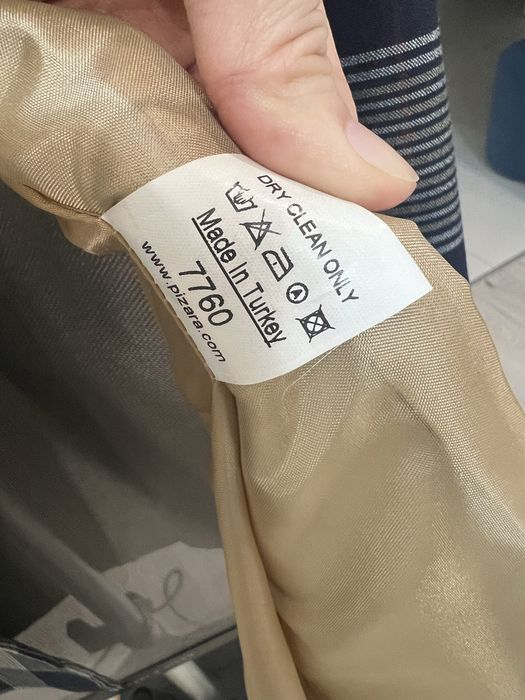 DRY CLEAN ONLY
Made In Turkey
7760
www.pizara.com